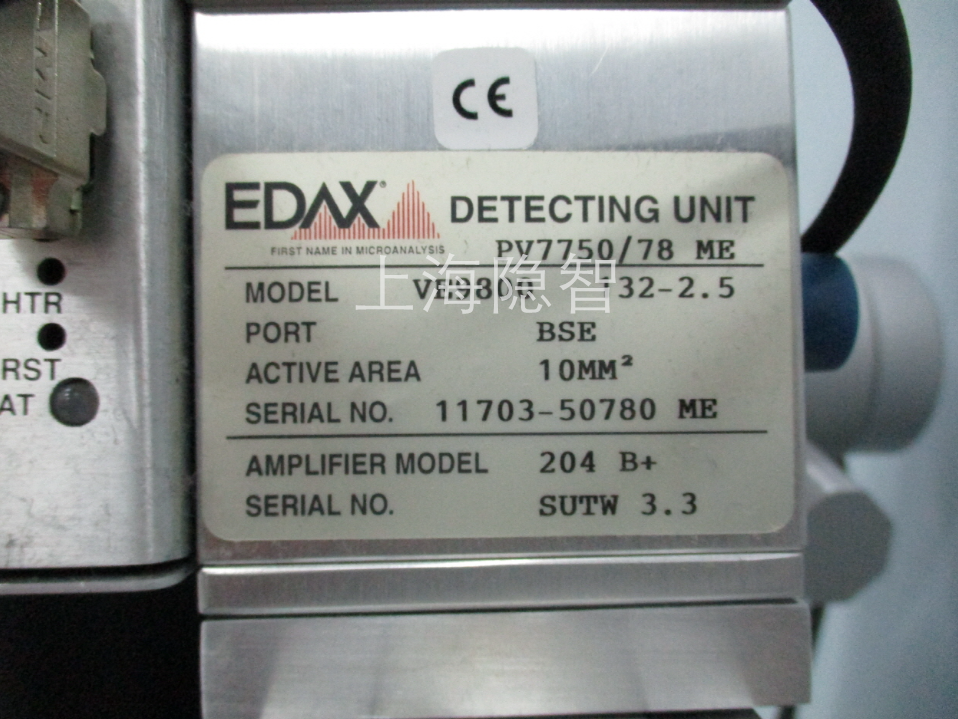 CE
EDAX® DETECTING UNIT
FIRST NAME IN MICROANALYSIS
PV7750/78 ME
上海隐智
MODEL 32-2.5
PORT BSE
ACTIVE AREA 10MM²
SERIAL NO. 11703-50780 ME
AMPLIFIER MODEL 204 B+
SERIAL NO. SUTW 3.3
HTR
RST
AT